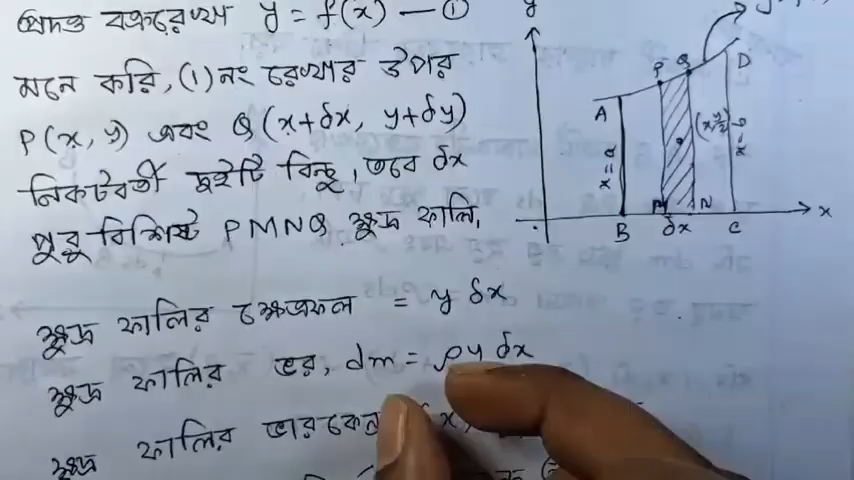 প্রদত্ত বক্ররেখা y = f(x) — ①
মনে করি, (1) নং রেখার উপর
P(x, y) এবং Q(x+δx, y+δy)
নিকটবর্তী দুইটি বিন্দু, তবে δx
পুরু বিশিষ্ট PMNQ ক্ষুদ্র ফালি,
ক্ষুদ্র ফালির ক্ষেত্রফল = y δx
ক্ষুদ্র ফালির ভর, dm = ρy δx
ক্ষুদ্র ফালির ভারকেন্দ্র
y
P Q D
A
(x, y/2)
x = a
x = b
M N x
B δx C